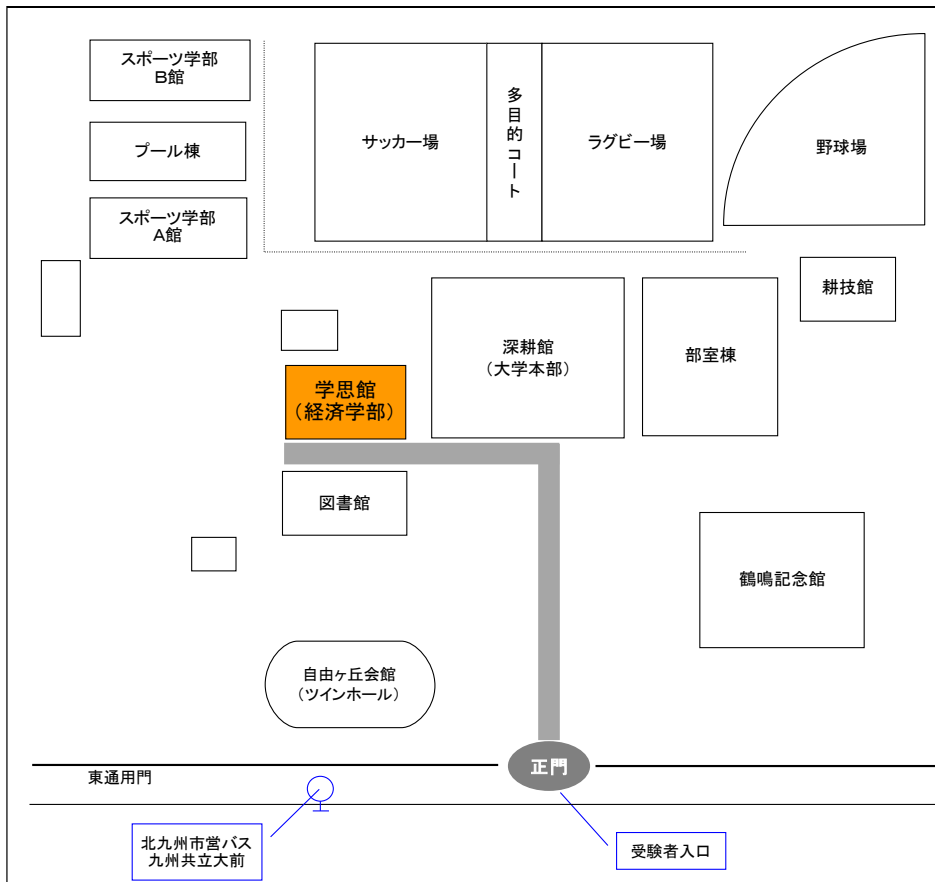 スポーツ学部
B館
プール棟
スポーツ学部
A館
サッカー場
多目的コート
ラグビー場
野球場
耕技館
深耕館
（大学本部）
部室棟
学思館
（経済学部）
図書館
鶴鳴記念館
自由ヶ丘会館
（ツインホール）
正門
東通用門
北九州市営バス
九州共立大前
受験者入口